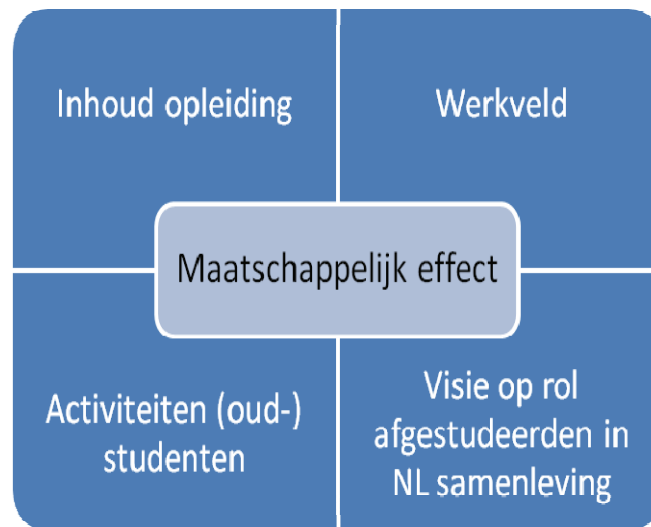 Inhoud opleiding
Werkveld
Maatschappelijk effect
Activiteiten (oud-)
studenten
Visie op rol
afgestudeerden in
NL samenleving